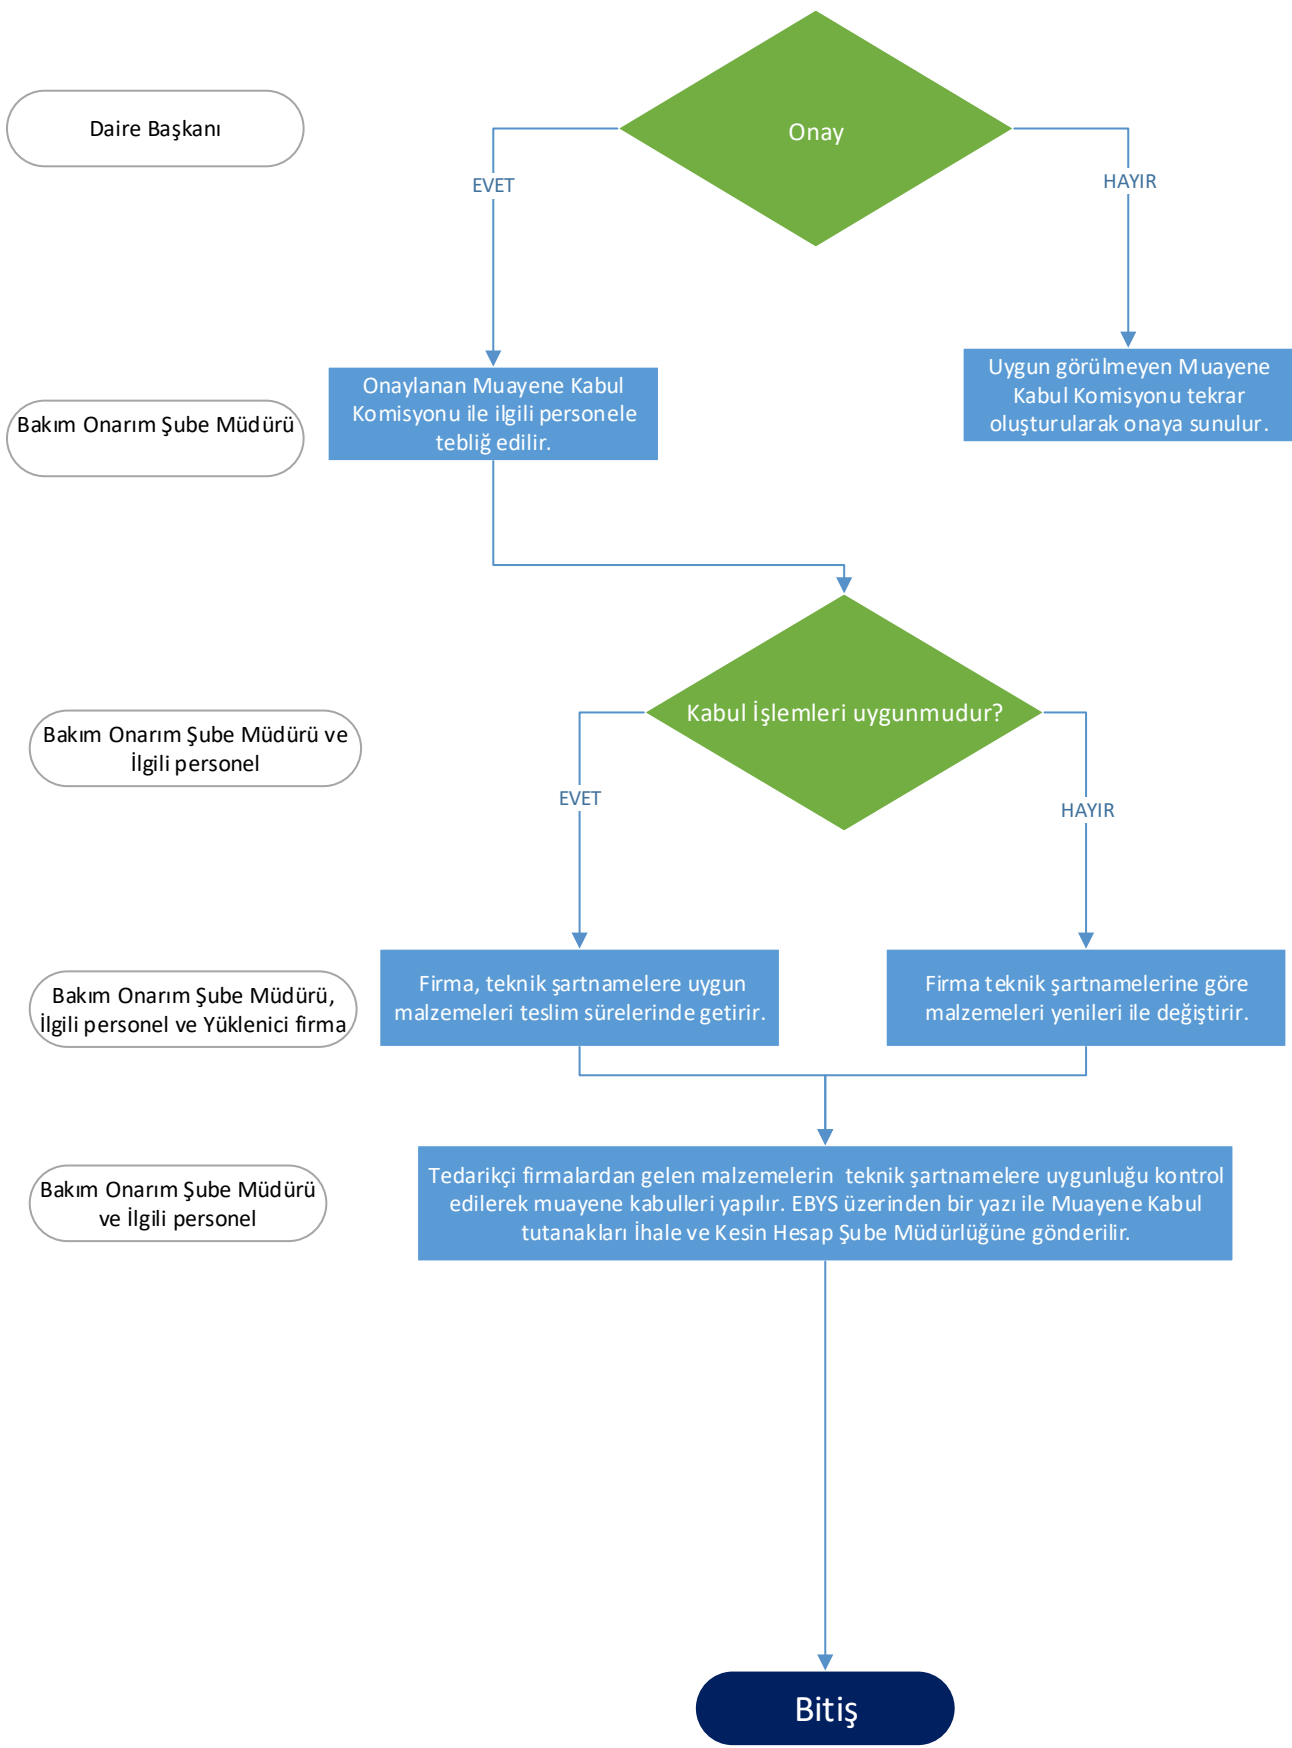 Daire Başkanı
Onay
EVET
HAYIR
Bakım Onarım Şube Müdürü
Onaylanan Muayene Kabul
Komisyonu ile ilgili personele
tebliğ edilir.
Uygun görülmeyen Muayene
Kabul Komisyonu tekrar
oluşturularak onaya sunulur.
Bakım Onarım Şube Müdürü ve
İlgili personel
Kabul İşlemleri uygunmudur?
EVET
HAYIR
Bakım Onarım Şube Müdürü,
İlgili personel ve Yüklenici firma
Firma, teknik şartnamelere uygun
malzemeleri teslim sürelerinde getirir.
Firma teknik şartnamelerine göre
malzemeleri yenileri ile değiştirir.
Bakım Onarım Şube Müdürü
ve İlgili personel
Tedarikçi firmalardan gelen malzemelerin  teknik şartnamelere uygunluğu kontrol
edilerek muayene kabulleri yapılır. EBYS üzerinden bir yazı ile Muayene Kabul
tutanakları İhale ve Kesin Hesap Şube Müdürlüğüne gönderilir.
Bitiş